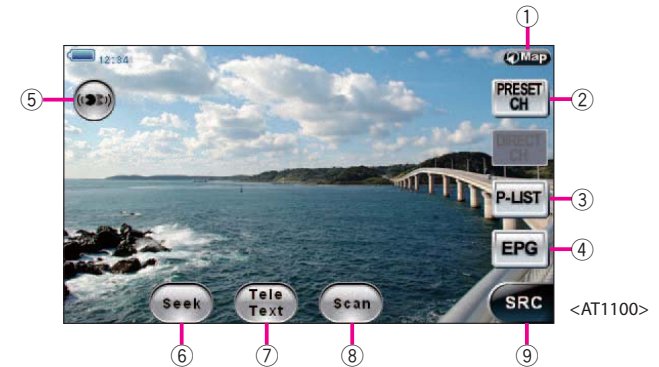 ①
12:34
Map
⑤
PRESET
CH
②
DIRECT
CH
P-LIST
③
EPG
④
Seek
Tele
Text
Scan
SRC
<AT1100>
⑥
⑦
⑧
⑨